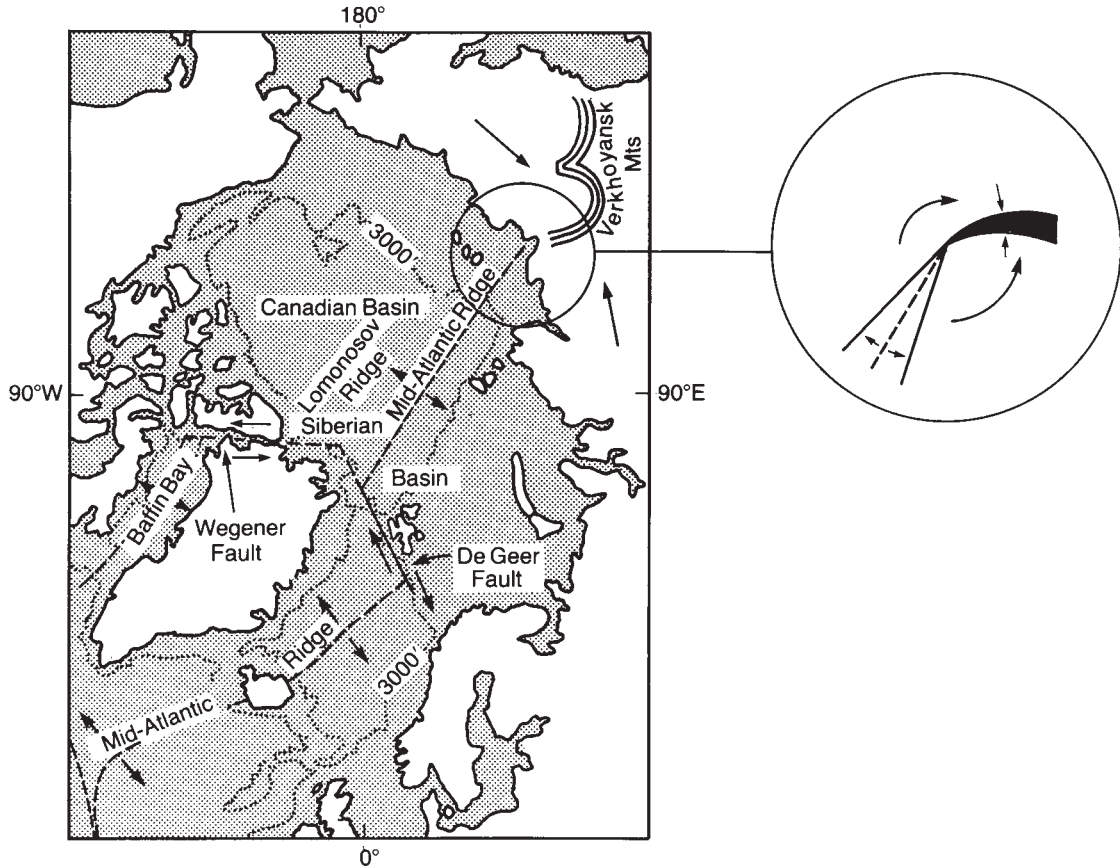 180°
Verkhoyansk
Mts
3000
Canadian Basin
Lomonosov
Ridge
Mid-Atlantic Ridge
90°W
90°E
Siberian
Basin
Baffin Bay
Wegener
Fault
De Geer
Fault
Ridge
3000
Mid-Atlantic
0°